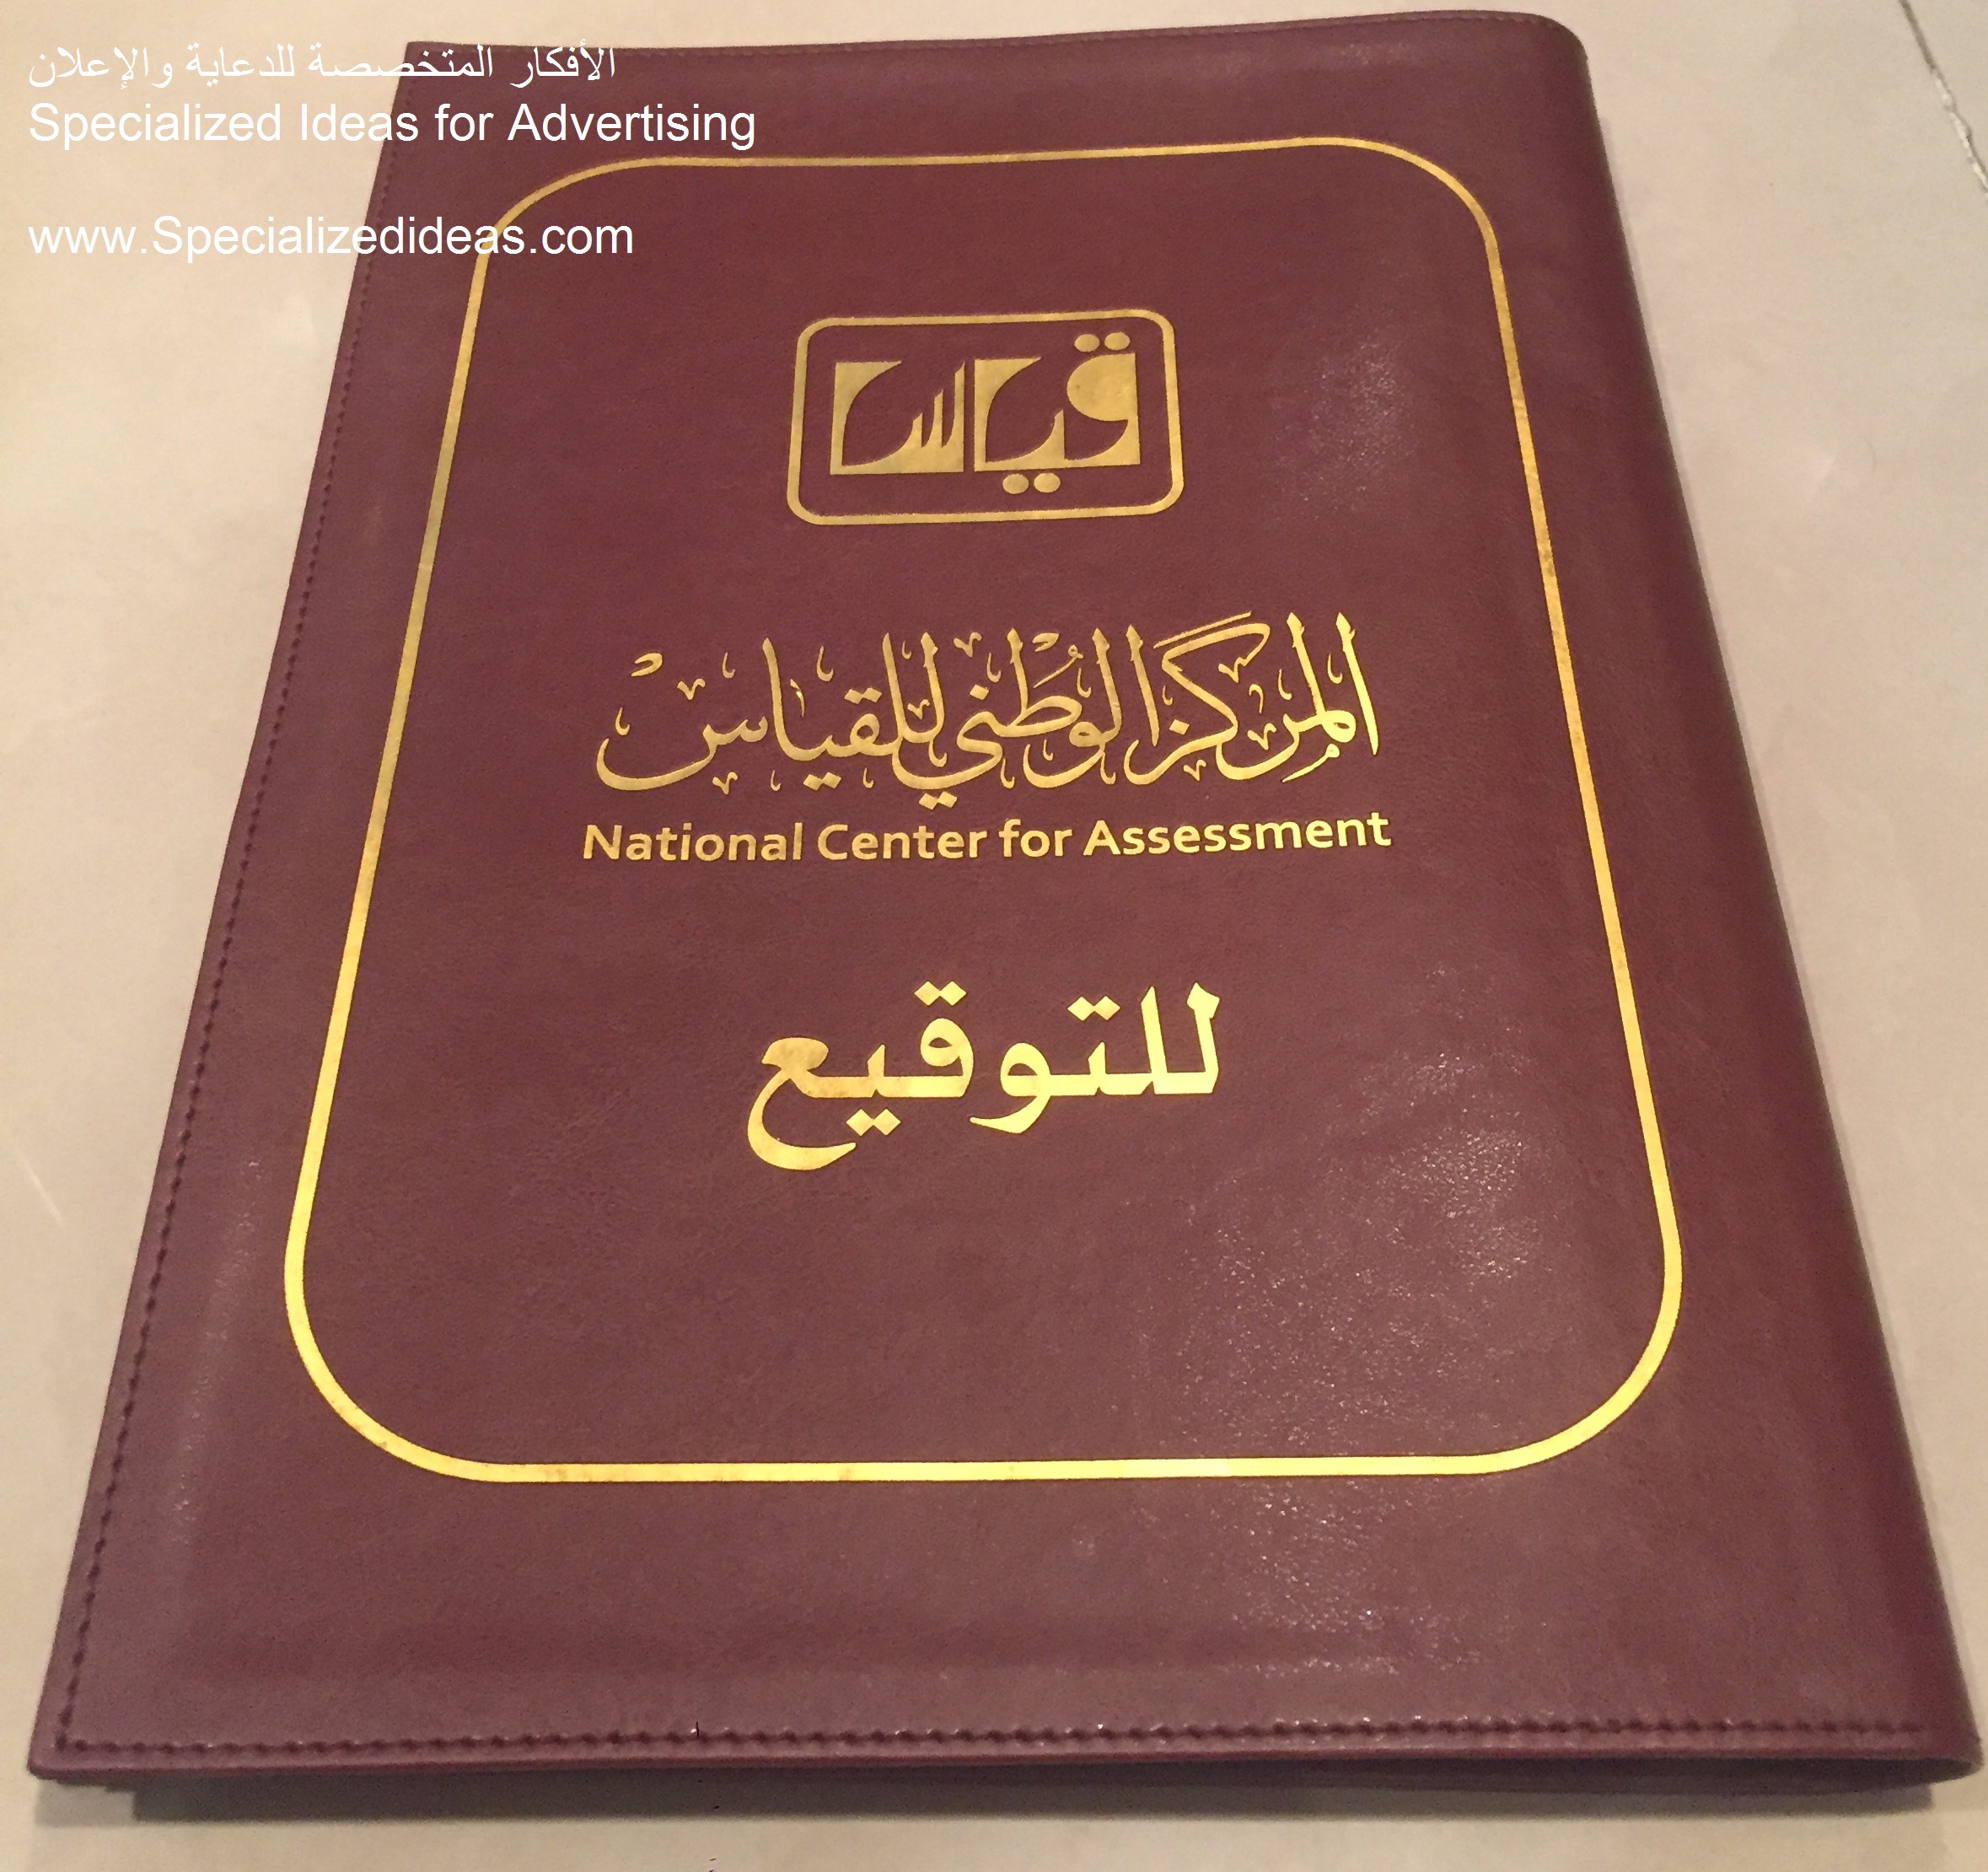 الأفكار المتخصصة للدعاية والإعلان
Specialized Ideas for Advertising
www.Specializedideas.com
قياس
المركز الوطني للقياس
National Center for Assessment
للتوقيع